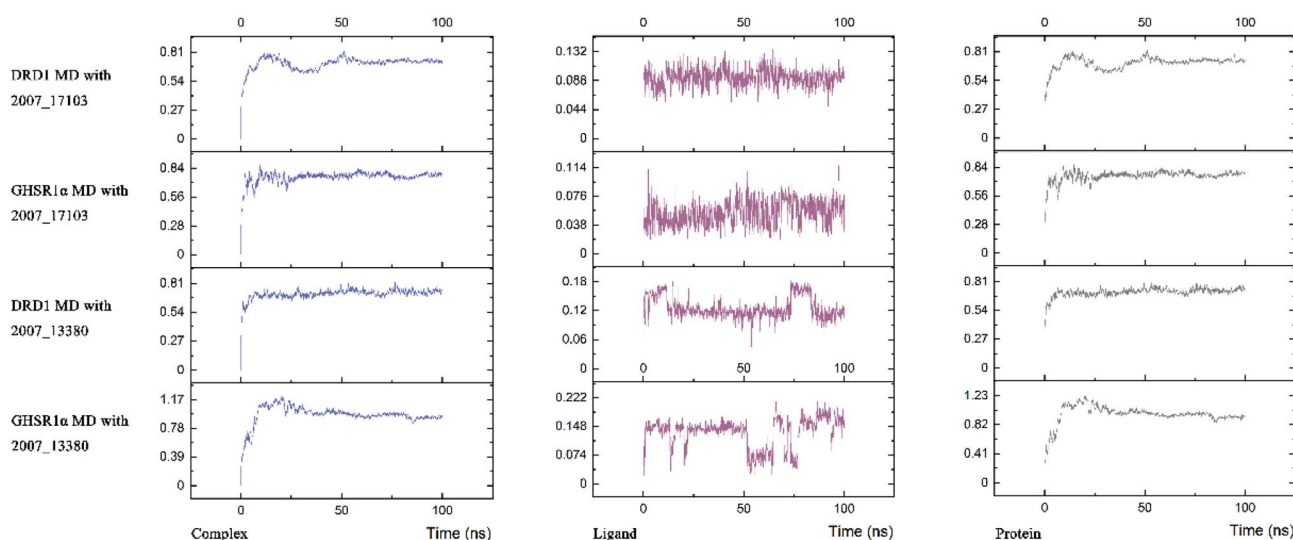 0 50 100 0 50 100 0 50 100
DRD1 MD with
2007_17103
0.81 0.132 0.81
0.54 0.088 0.54
0.27 0.044 0.27
0 0 0
GHSR1α MD with
2007_17103
0.84 0.114 0.84
0.56 0.076 0.56
0.28 0.038 0.28
0 0 0
DRD1 MD with
2007_13380
0.81 0.18 0.81
0.54 0.12 0.54
0.27 0.06 0.27
0 0 50 100 0
GHSR1α MD with
2007_13380
1.17 0.222 1.23
0.78 0.148 0.82
0.39 0.074 0.41
0 0 0
0 50 100 0 50 100 0 50 100
Complex Time (ns) Ligand Time (ns) Protein Time (ns)